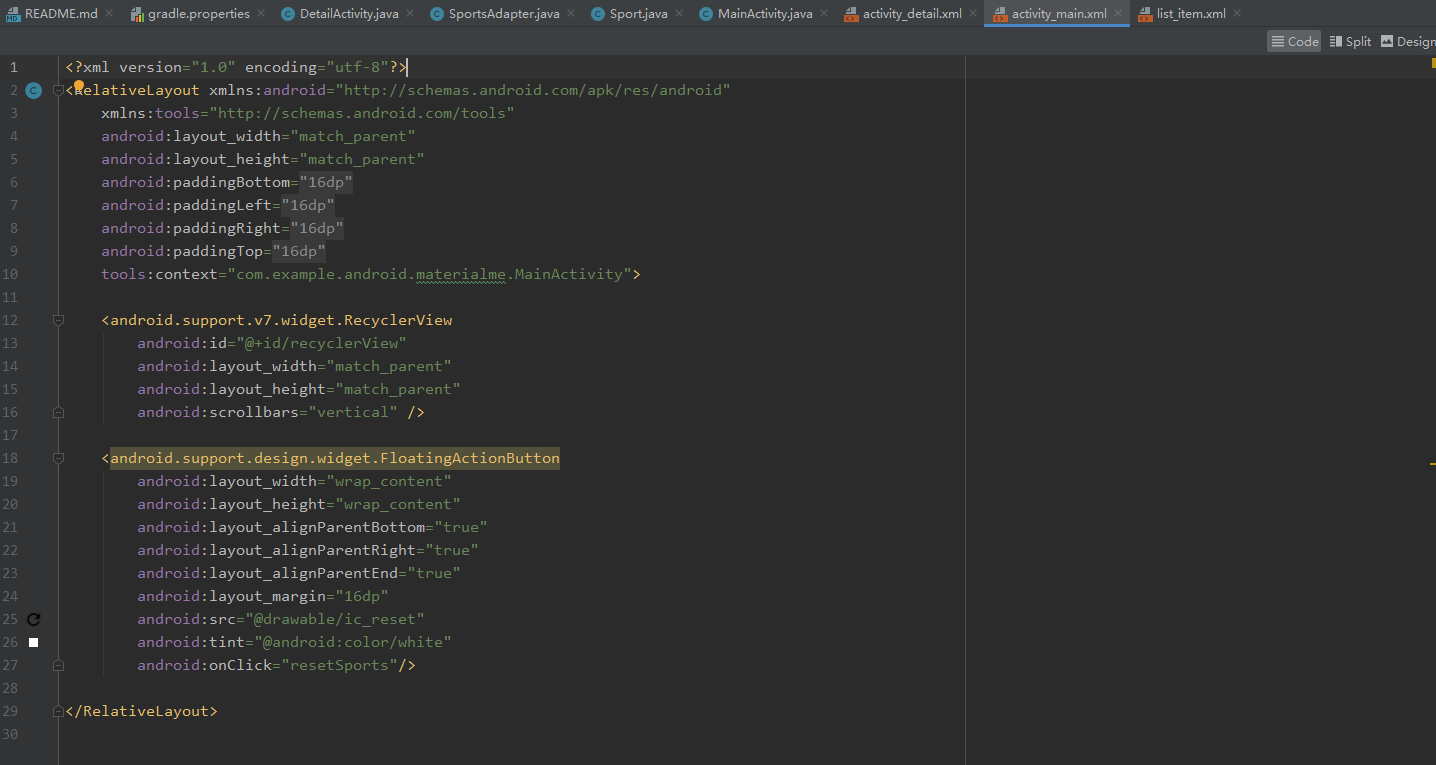 README.md gradle.properties DetailActivity.java SportsAdapter.java Sport.java MainActivity.java activity_detail.xml activity_main.xml list_item.xml
Code Split Design
1 <?xml version="1.0" encoding="utf-8"?>
2 <RelativeLayout xmlns:android="http://schemas.android.com/apk/res/android"
3 xmlns:tools="http://schemas.android.com/tools"
4 android:layout_width="match_parent"
5 android:layout_height="match_parent"
6 android:paddingBottom="16dp"
7 android:paddingLeft="16dp"
8 android:paddingRight="16dp"
9 android:paddingTop="16dp"
10 tools:context="com.example.android.materialme.MainActivity">
11
12 <android.support.v7.widget.RecyclerView
13 android:id="@+id/recyclerView"
14 android:layout_width="match_parent"
15 android:layout_height="match_parent"
16 android:scrollbars="vertical" />
17
18 <android.support.design.widget.FloatingActionButton
19 android:layout_width="wrap_content"
20 android:layout_height="wrap_content"
21 android:layout_alignParentBottom="true"
22 android:layout_alignParentRight="true"
23 android:layout_alignParentEnd="true"
24 android:layout_margin="16dp"
25 android:src="@drawable/ic_reset"
26 android:tint="@android:color/white"
27 android:onClick="resetSports"/>
28
29 </RelativeLayout>
30